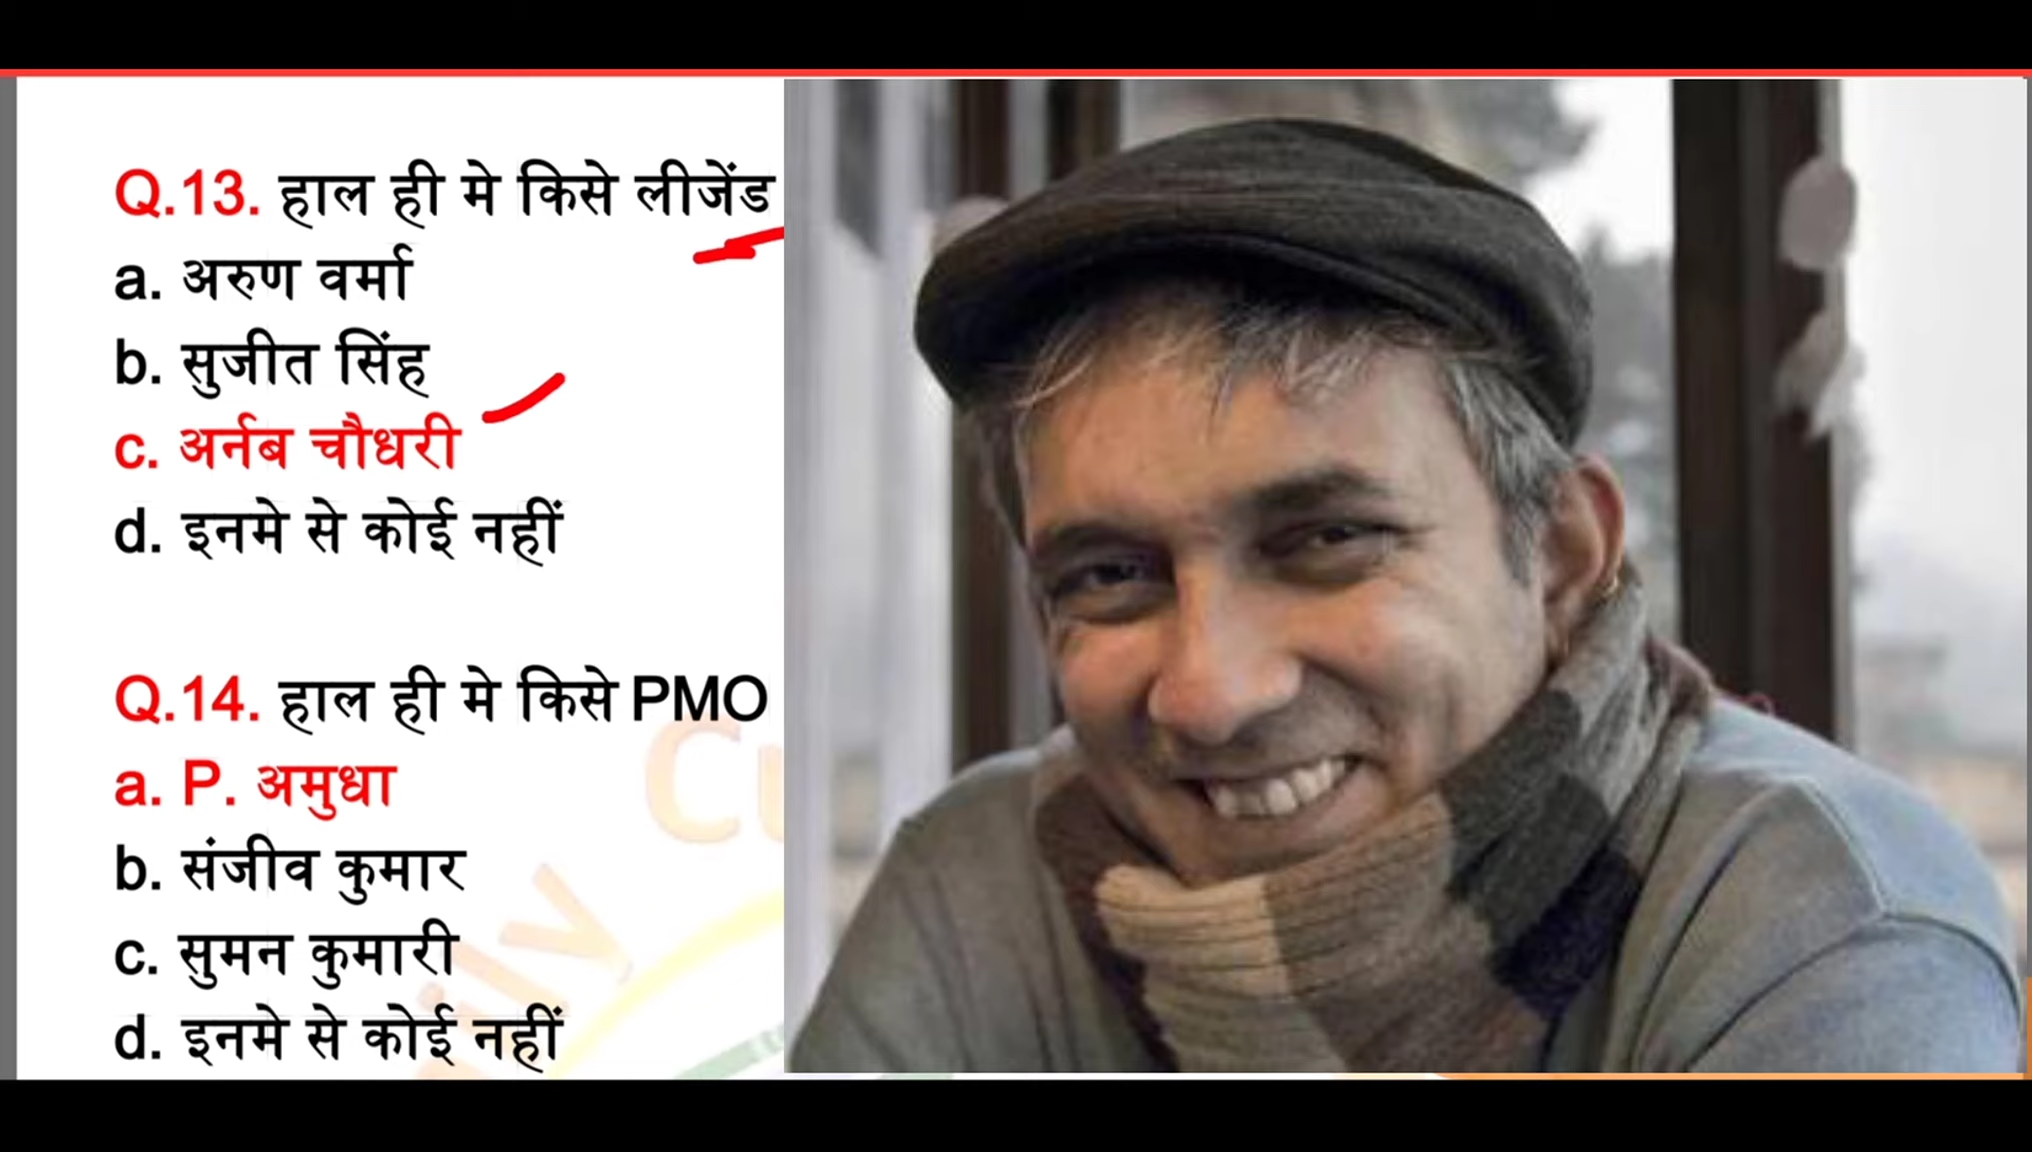 Q.13. हाल ही मे किसे लीजेंड
a. अरुण वर्मा
b. सुजीत सिंह
c. अर्नब चौधरी
d. इनमे से कोई नहीं
Q.14. हाल ही मे किसे PMO
a. P. अमुधा
b. संजीव कुमार
c. सुमन कुमारी
d. इनमे से कोई नहीं